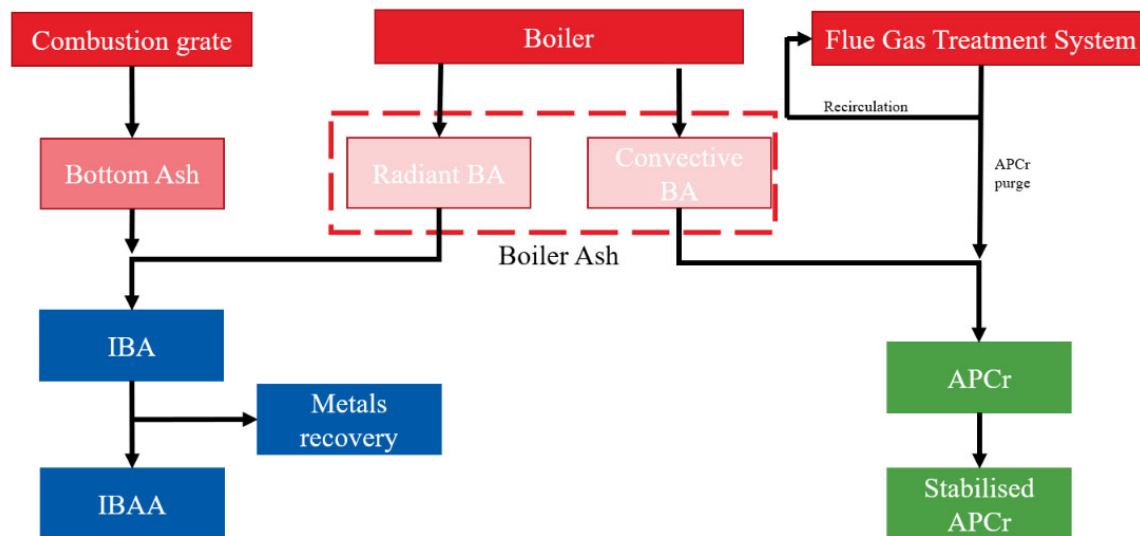 Combustion grate
Boiler
Flue Gas Treatment System
Recirculation
Bottom Ash
Radiant BA
Convective
BA
APCr
purge
Boiler Ash
IBA
APCr
Metals
recovery
IBAA
Stabilised
APCr